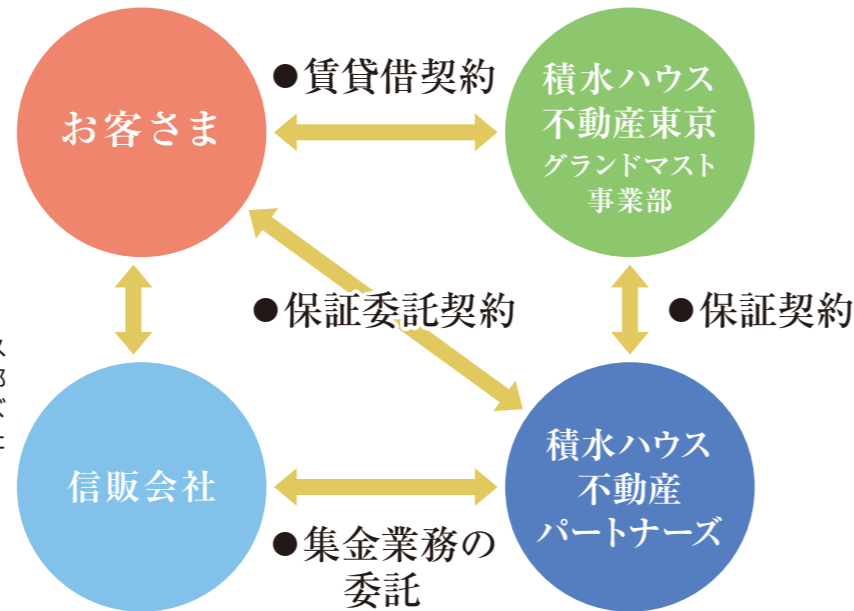 お客さま
●賃貸借契約
積水ハウス
不動産東京
グランドマスト
事業部
●保証委託契約
●保証契約
信販会社
●集金業務の
委託
積水ハウス
不動産
パートナーズ